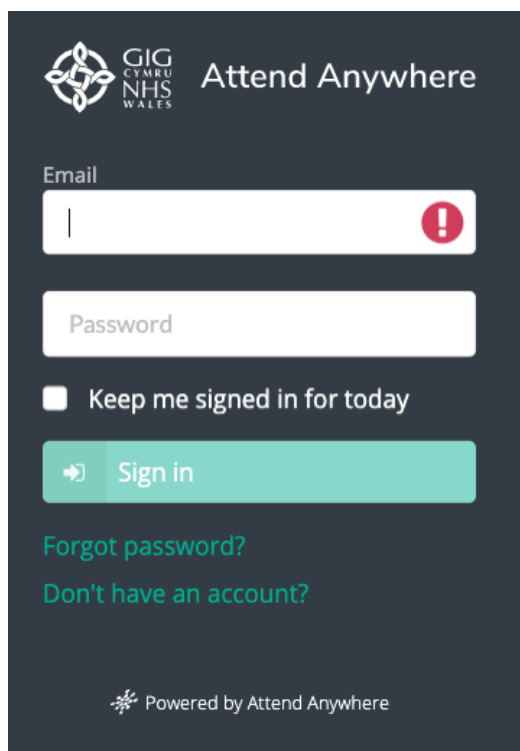 GIG
CYMRU
NHS
WALES
Attend Anywhere
Email
Password
Keep me signed in for today
Sign in
Forgot password?
Don't have an account?
Powered by Attend Anywhere